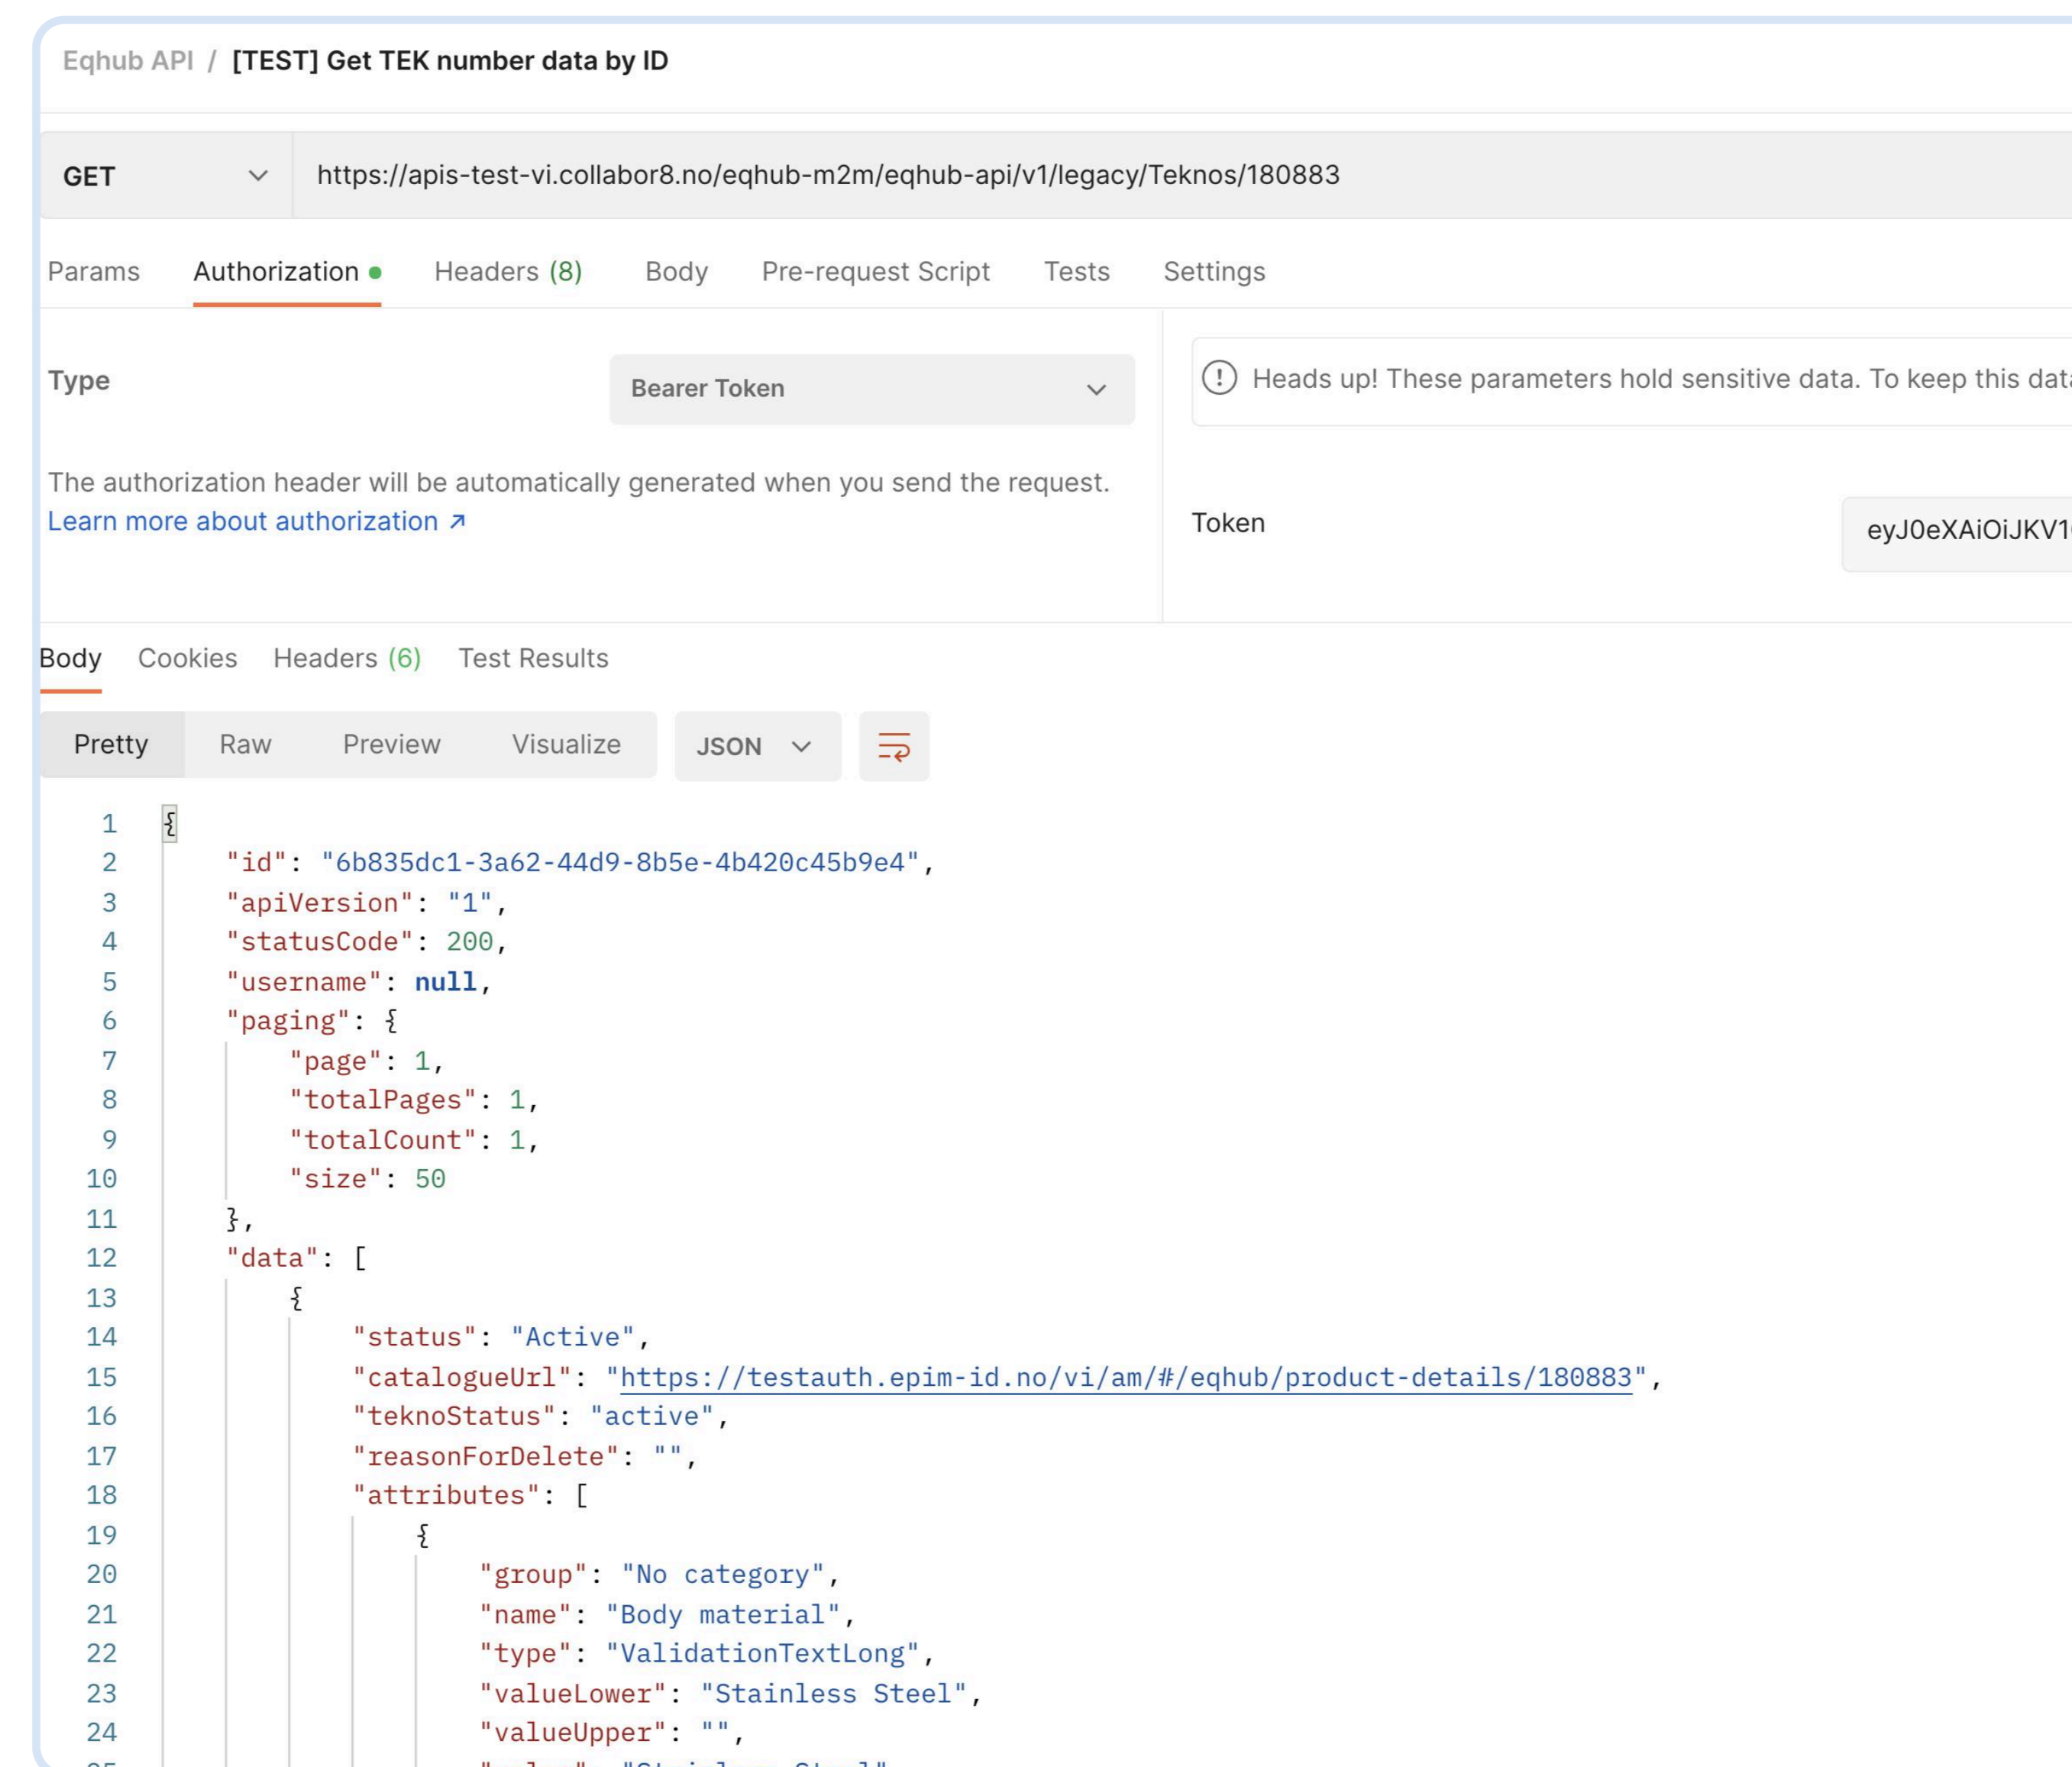 Eqhub API / [TEST] Get TEK number data by ID
GET https://apis-test-vi.collabor8.no/eqhub-m2m/eqhub-api/v1/legacy/Teknos/180883
Params Authorization Headers (8) Body Pre-request Script Tests Settings
Type Bearer Token
The authorization header will be automatically generated when you send the request.
Learn more about authorization ↗
Heads up! These parameters hold sensitive data. To keep this data
Token eyJ0eXAiOiJKV1
Body Cookies Headers (6) Test Results
Pretty Raw Preview Visualize JSON
1 {
2 "id": "6b835dc1-3a62-44d9-8b5e-4b420c45b9e4",
3 "apiVersion": "1",
4 "statusCode": 200,
5 "username": null,
6 "paging": {
7 "page": 1,
8 "totalPages": 1,
9 "totalCount": 1,
10 "size": 50
11 },
12 "data": [
13 {
14 "status": "Active",
15 "catalogueUrl": "https://testauth.epim-id.no/vi/am/#/eqhub/product-details/180883",
16 "teknoStatus": "active",
17 "reasonForDelete": "",
18 "attributes": [
19 {
20 "group": "No category",
21 "name": "Body material",
22 "type": "ValidationTextLong",
23 "valueLower": "Stainless Steel",
24 "valueUpper": "",